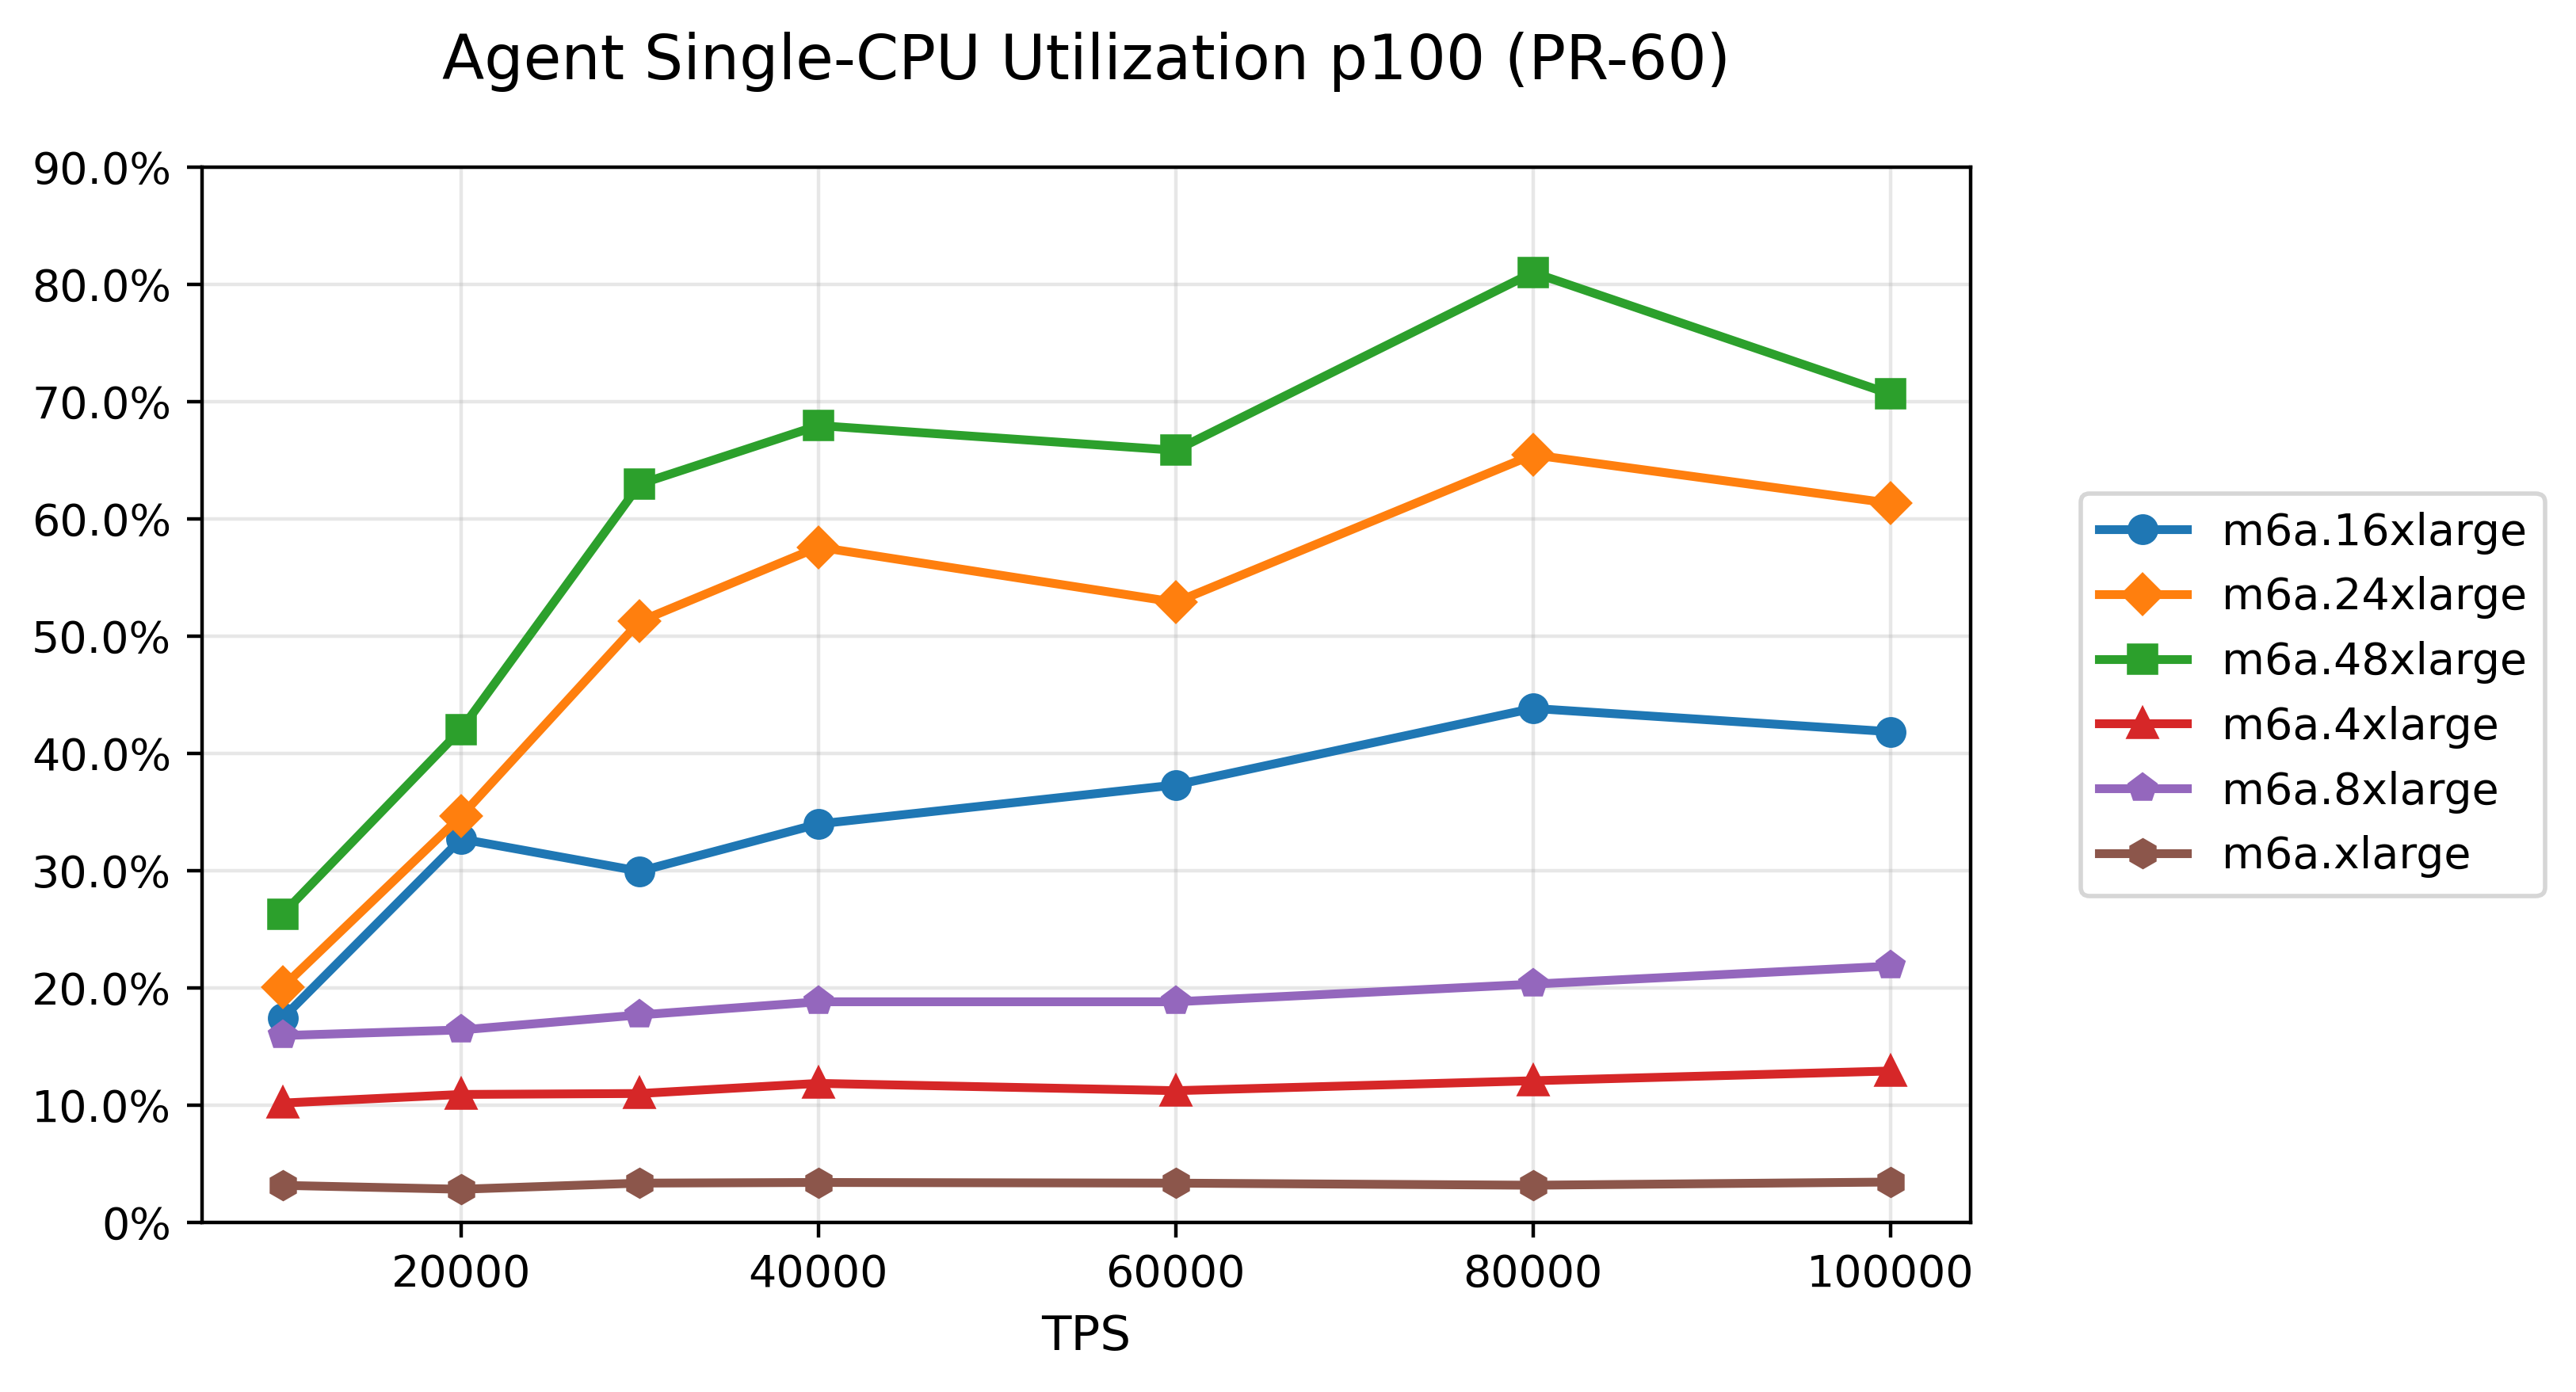 Agent Single-CPU Utilization p100 (PR-60)
90.0%
80.0%
70.0%
60.0%
50.0%
40.0%
30.0%
20.0%
10.0%
0%
20000 40000 60000 80000 100000
TPS
m6a.16xlarge
m6a.24xlarge
m6a.48xlarge
m6a.4xlarge
m6a.8xlarge
m6a.xlarge